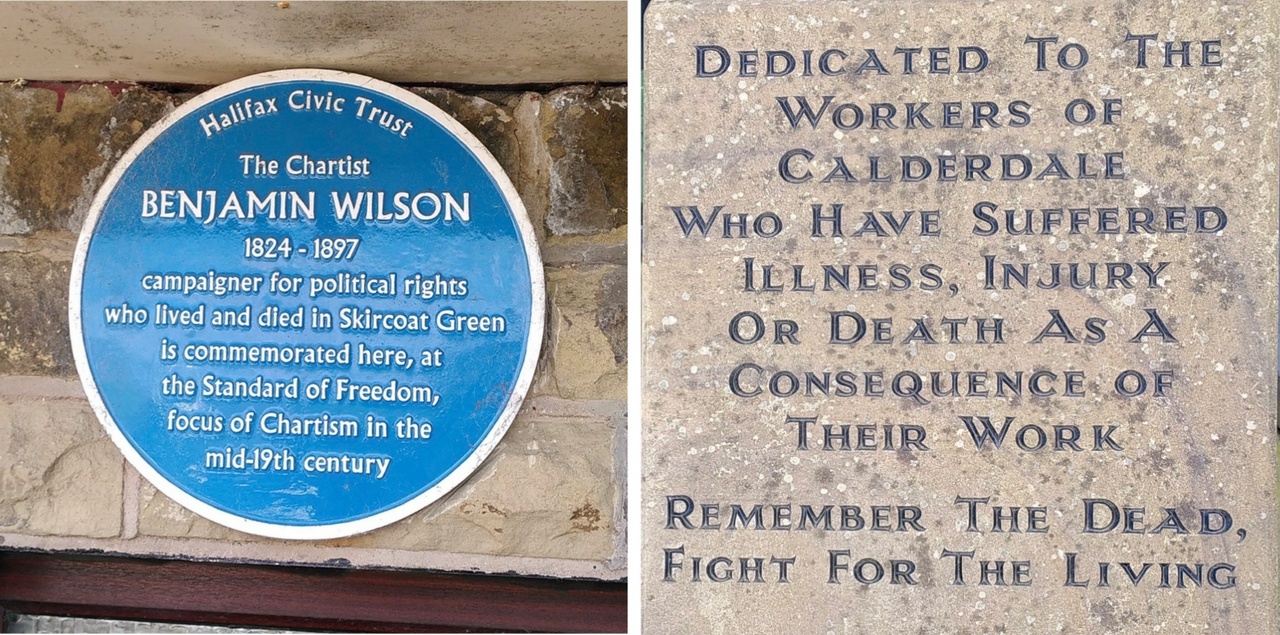 Halifax Civic Trust
The Chartist
BENJAMIN WILSON
1824 - 1897
campaigner for political rights
who lived and died in Skircoat Green
is commemorated here, at
the Standard of Freedom,
focus of Chartism in the
mid-19th century
DEDICATED TO THE
WORKERS OF
CALDERDALE
WHO HAVE SUFFERED
ILLNESS, INJURY
OR DEATH AS A
CONSEQUENCE OF
THEIR WORK
REMEMBER THE DEAD,
FIGHT FOR THE LIVING